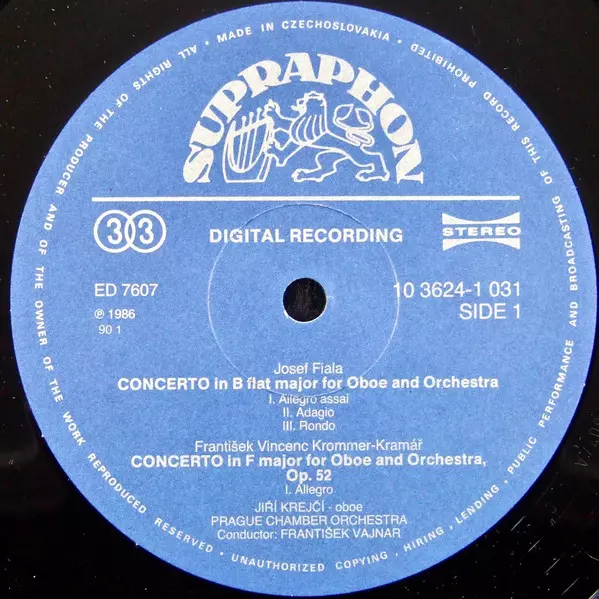 MADE IN CZECHOSLOVAKIA • ALL RIGHTS OF THE PRODUCER AND OF THE OWNER OF THE WORK REPRODUCED RESERVED • UNAUTHORIZED COPYING, HIRING, LENDING, PUBLIC PERFORMANCE AND BROADCASTING OF THIS RECORD PROHIBITED •
SUPRAPHON
33 DIGITAL RECORDING STEREO
ED 7607 10 3624-1 031
℗ 1986 SIDE 1
90 1
Josef Fiala
CONCERTO in B flat major for Oboe and Orchestra
I. Allegro assai
II. Adagio
III. Rondo
František Vincenc Krommer-Kramář
CONCERTO in F major for Oboe and Orchestra,
Op. 52
I. Allegro
JIŘÍ KREJČÍ - oboe
PRAGUE CHAMBER ORCHESTRA
Conductor: FRANTIŠEK VAJNAR